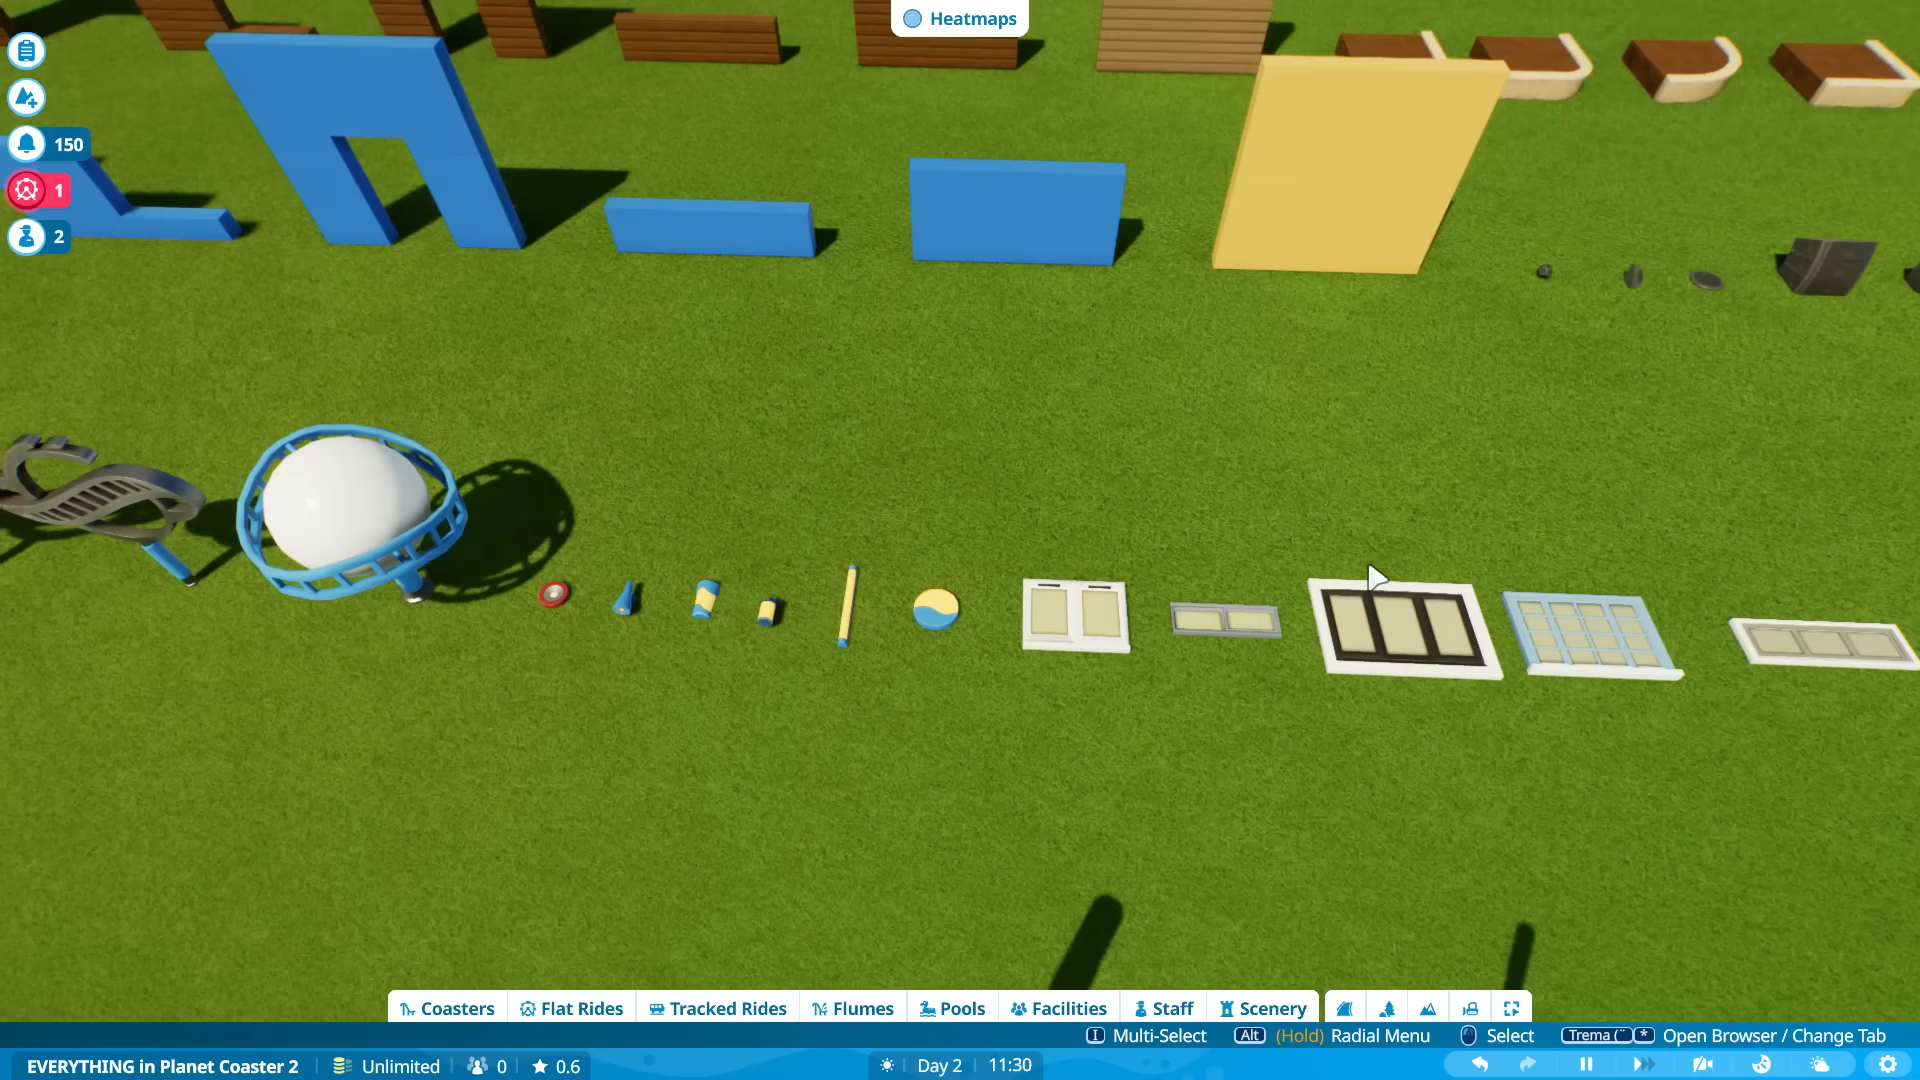 Heatmaps
150
1
2
Coasters Flat Rides Tracked Rides Flumes Pools Facilities Staff Scenery
I Multi-Select Alt (Hold) Radial Menu Select Trema (¨ * Open Browser / Change Tab
EVERYTHING in Planet Coaster 2 Unlimited 0 0.6 Day 2 11:30